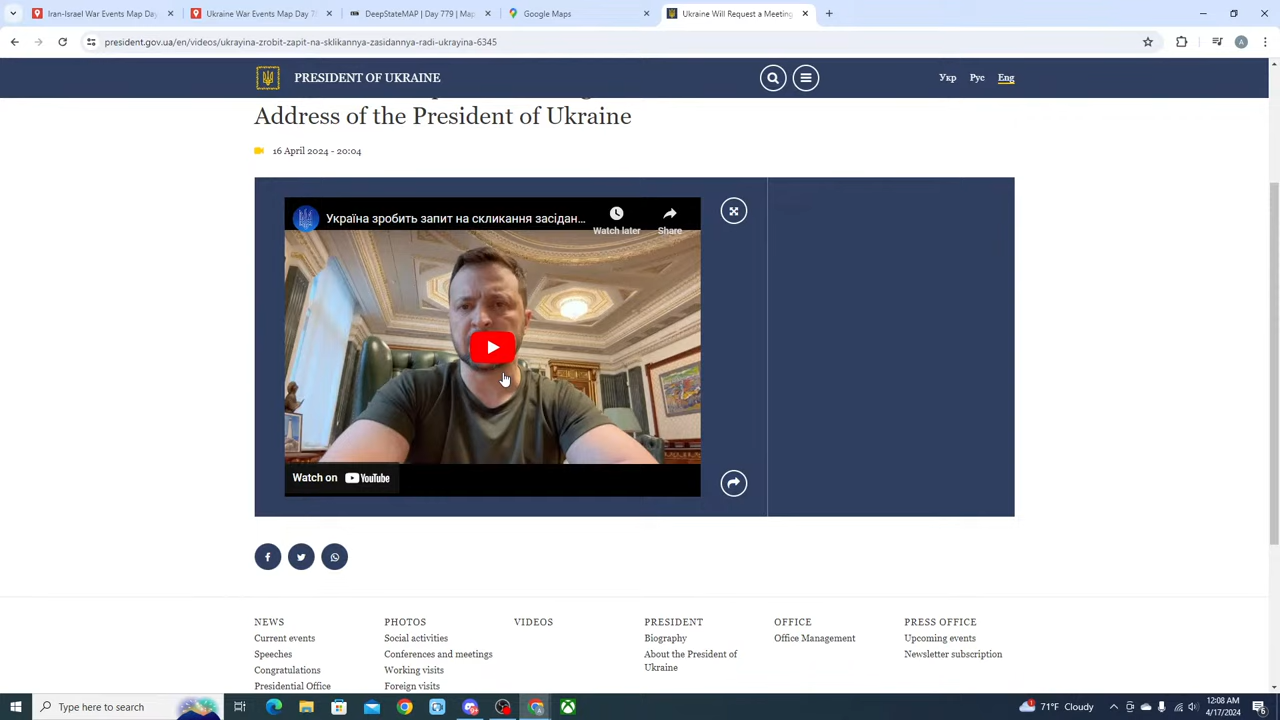 Iran-Israel War Events Map Day
Ukraine War Events Map Day 7
DeepStateMAP | Day 779 | Map
Google Maps
Ukraine Will Request a Meeting
president.gov.ua/en/videos/ukrayina-zrobit-zapit-na-sklikannya-zasidannya-radi-ukrayina-6345
A
PRESIDENT OF UKRAINE
Укр
Рус
Eng
Address of the President of Ukraine
16 April 2024 - 20:04
Україна зробить запит на скликання засідан...
Watch later
Share
Watch on YouTube
NEWS
Current events
Speeches
Congratulations
Presidential Office
PHOTOS
Social activities
Conferences and meetings
Working visits
Foreign visits
VIDEOS
PRESIDENT
Biography
About the President of
Ukraine
OFFICE
Office Management
PRESS OFFICE
Upcoming events
Newsletter subscription
Type here to search
71°F Cloudy
12:08 AM
4/17/2024